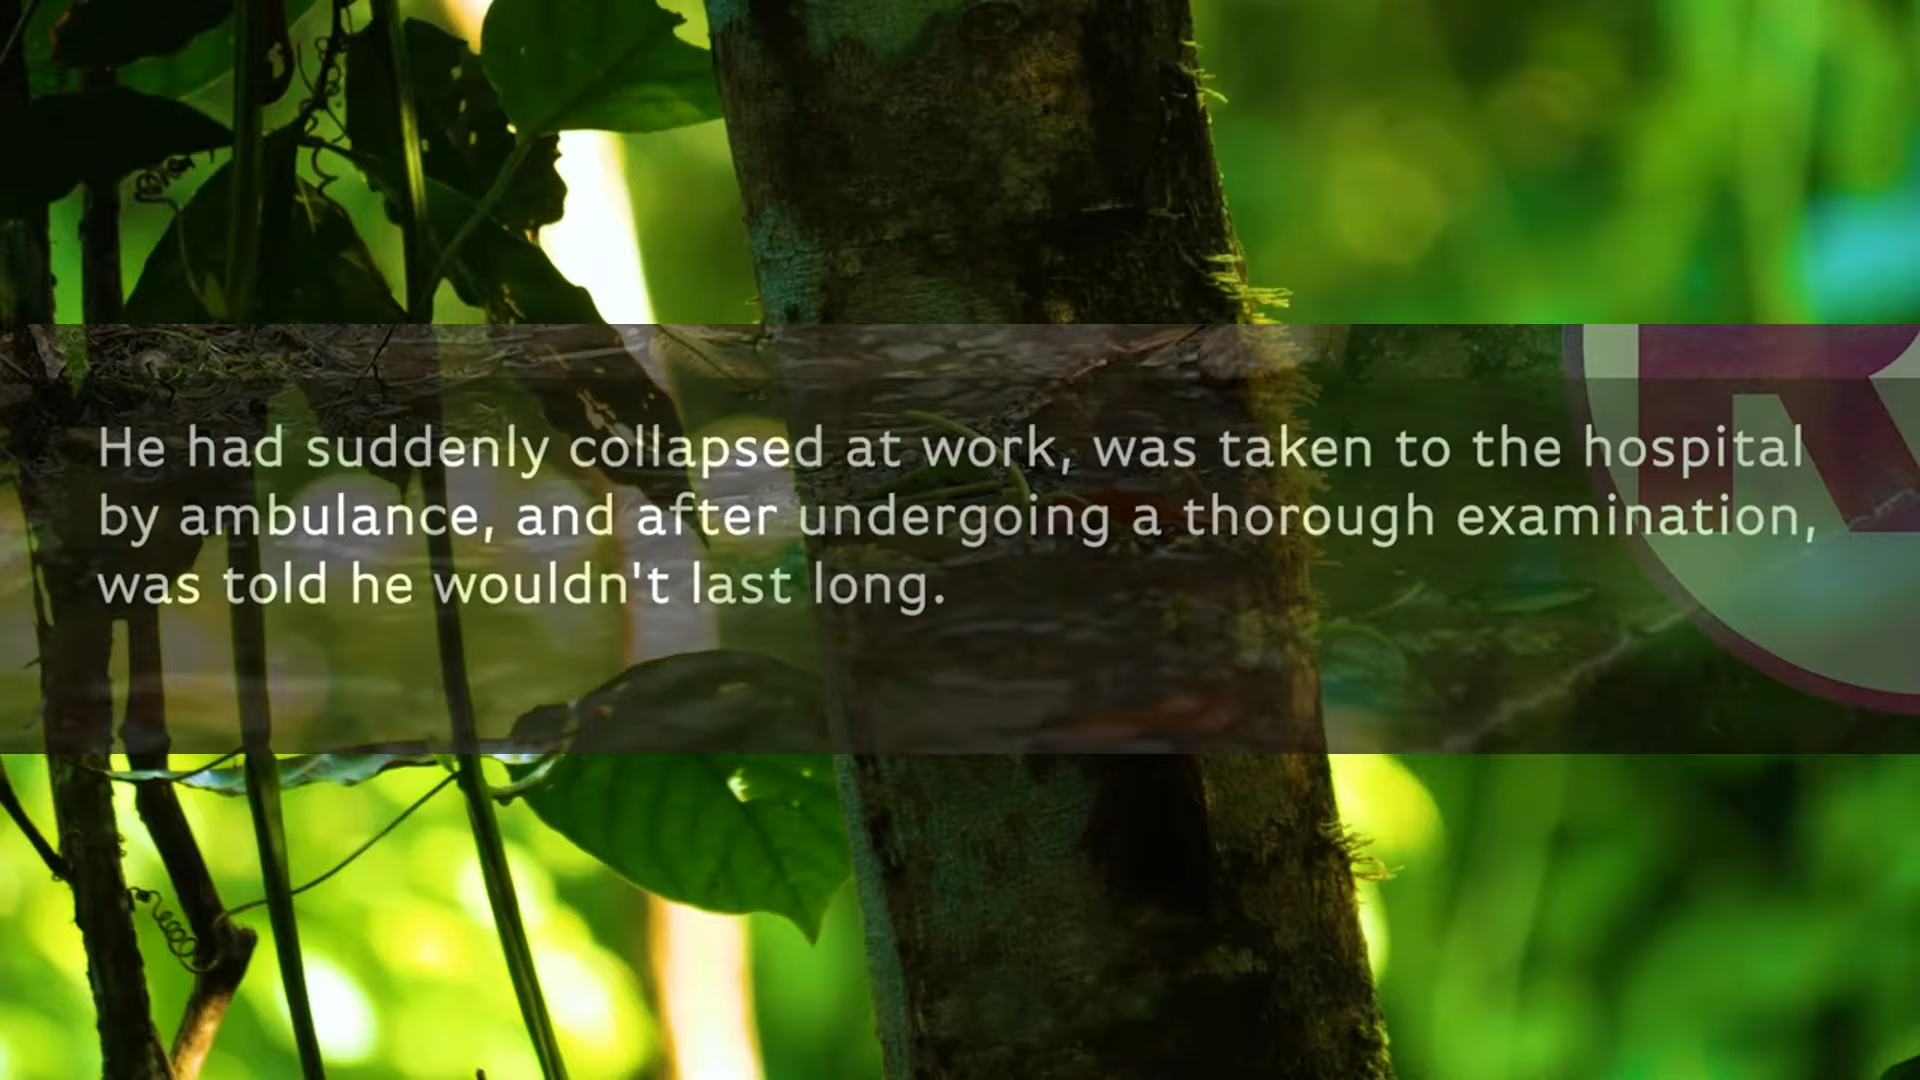 He had suddenly collapsed at work, was taken to the hospital
by ambulance, and after undergoing a thorough examination,
was told he wouldn't last long.
R